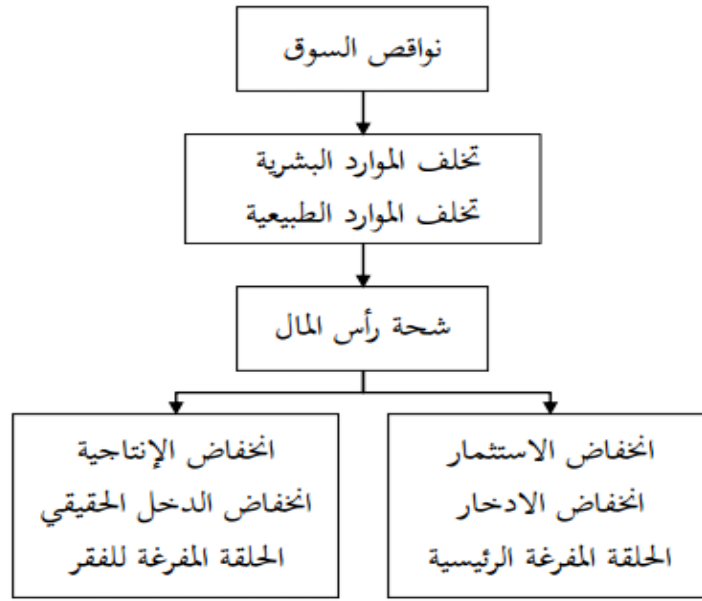 نواقص السوق
تخلف الموارد البشرية
تخلف الموارد الطبيعية
شحة رأس المال
انخفاض الاستثمار
انخفاض الادخار
الحلقة المفرغة الرئيسية
انخفاض الإنتاجية
انخفاض الدخل الحقيقي
الحلقة المفرغة للفقر